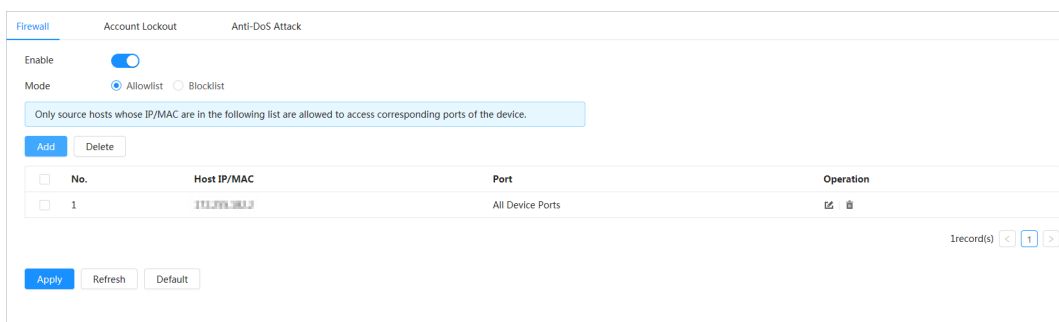 Firewall Account Lockout Anti-DoS Attack
Enable
Mode Allowlist Blocklist
Only source hosts whose IP/MAC are in the following list are allowed to access corresponding ports of the device.
Add Delete
No. Host IP/MAC Port Operation
1 All Device Ports
1record(s) < 1 >
Apply Refresh Default